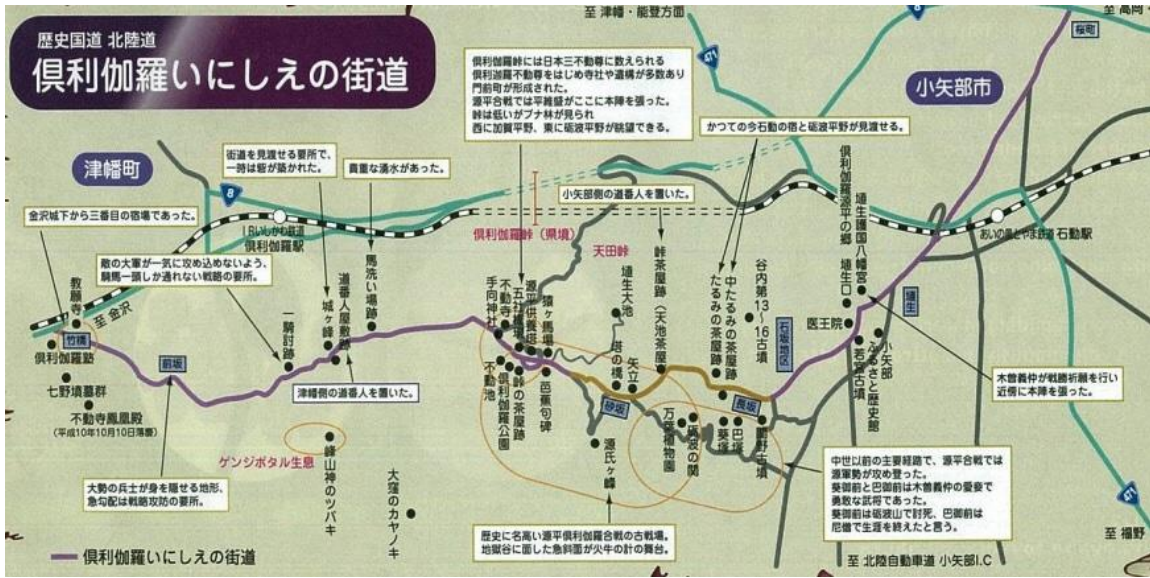 歴史国道 北陸道
倶利伽羅いにしえの街道
至 津幡・能登方面
8
至 高岡
471
桜町
小矢部市
倶利伽羅峠には日本三不動尊に数えられる
倶利迦羅不動尊をはじめ寺社や遺構が多数あり
門前町が形成された。
源平合戦では平維盛がここに本陣を張った。
峠は低いがブナ林が見られ
西に加賀平野、東に砺波平野が眺望できる。
かつての今石動の宿と砺波平野が見渡せる。
津幡町
街道を見渡せる要所で、
一時は砦が築かれた。
貴重な湧水があった。
8
小矢部側の道番人を置いた。
金沢城下から三番目の宿場であった。
IRいしかわ鉄道
倶利伽羅駅
倶利伽羅峠(県境)
天田峠
あいの風とやま鉄道 石動駅
敵の大軍が一気に攻め込めないよう、
騎馬一頭しか通れない戦略の要所。
至 金沢
教願寺
竹橋
倶利伽羅塾
七野墳墓群
不動寺鳳凰殿
(平成10年10月10日落慶)
前坂
一騎討跡
城ヶ峰
道番人屋敷跡
馬洗い場跡
津幡側の道番人を置いた。
手向神社
不動寺
五社権現
源平供養塔
猿ヶ馬場
不動池
倶利伽羅公園
峠の茶屋跡
芭蕉句碑
埴生大池
塔の橋
矢立
峠茶屋跡(天池茶屋)
砂坂
源氏ヶ峰
万葉植物園
砺波の関
たるみの茶屋跡
中たるみの茶屋跡
葵塚
巴塚
長坂
谷内第13〜16古墳
石坂地区
倶利伽羅源平の郷
埴生口
埴生護国八幡宮
医王院
若宮古墳
小矢部
ふるさと歴史館
埴生
木曽義仲が戦勝祈願を行い
近傍に本陣を張った。
中世以前の主要経路で、源平合戦では
源軍勢が攻め登った。
葵御前と巴御前は木曽義仲の愛妾で
勇敢な武将であった。
葵御前は砺波山で討死、巴御前は
尼僧で生涯を終えたと言う。
大勢の兵士が身を隠せる地形、
急勾配は戦略攻防の要所。
ゲンジボタル生息
峰山神のツバキ
大窪のカヤノキ
歴史に名高い源平倶利伽羅合戦の古戦場。
地獄谷に面した急斜面が火牛の計の舞台。
471
至 福野
至 北陸自動車道 小矢部I.C
倶利伽羅いにしえの街道